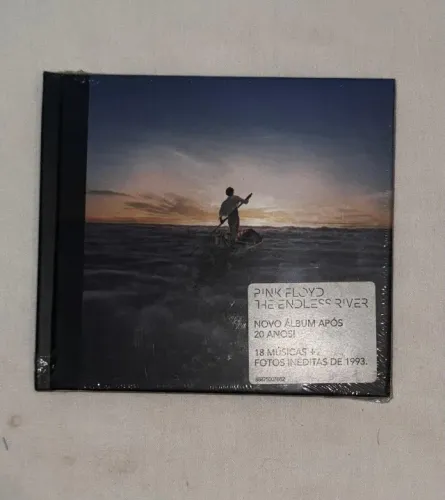 PINK FLOYD
THE ENDLESS RIVER
NOVO ÁLBUM APÓS
20 ANOS!
18 MÚSICAS +
FOTOS INÉDITAS DE 1993.